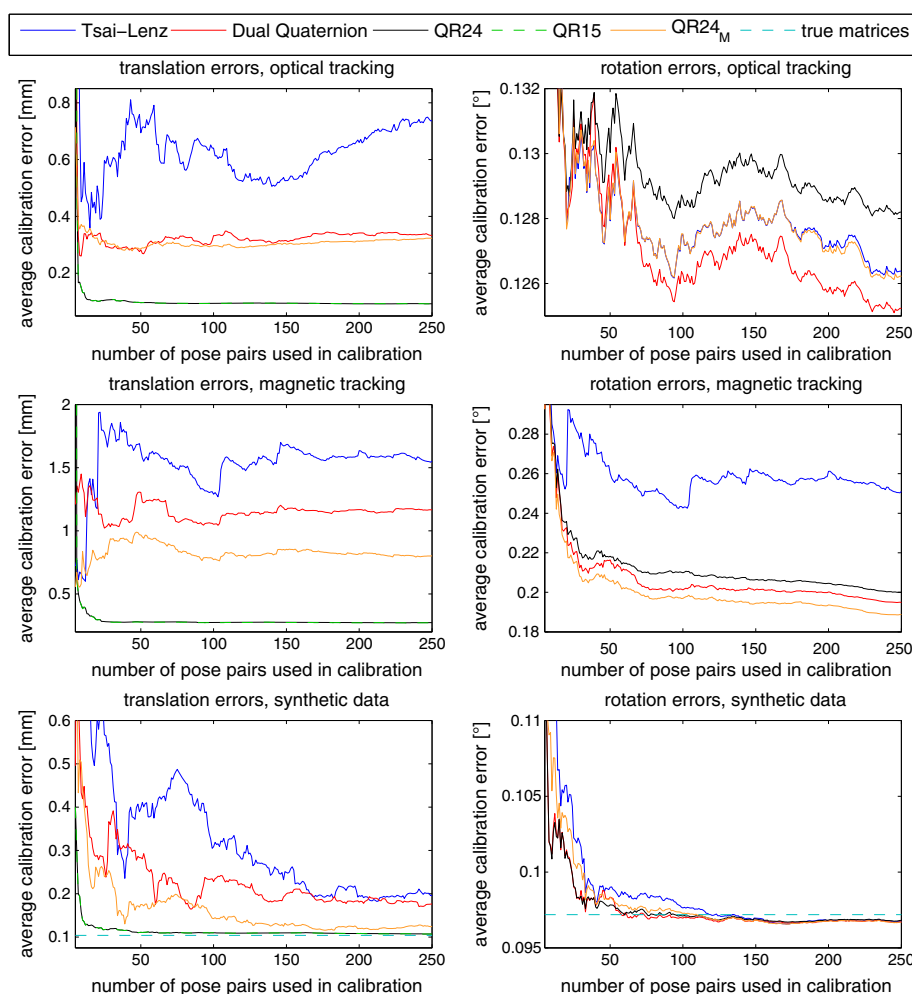 Tsai−Lenz Dual Quaternion QR24 QR15 QR24M true matrices
translation errors, optical tracking
average calibration error [mm]
0.8
0.6
0.4
0.2
50 100 150 200 250
number of pose pairs used in calibration
rotation errors, optical tracking
average calibration error [°]
0.132
0.13
0.128
0.126
50 100 150 200 250
number of pose pairs used in calibration
translation errors, magnetic tracking
average calibration error [mm]
2
1.5
1
0.5
50 100 150 200 250
number of pose pairs used in calibration
rotation errors, magnetic tracking
average calibration error [°]
0.28
0.26
0.24
0.22
0.2
0.18
50 100 150 200 250
number of pose pairs used in calibration
translation errors, synthetic data
average calibration error [mm]
0.6
0.5
0.4
0.3
0.2
0.1
50 100 150 200 250
number of pose pairs used in calibration
rotation errors, synthetic data
average calibration error [°]
0.11
0.105
0.1
0.095
50 100 150 200 250
number of pose pairs used in calibration